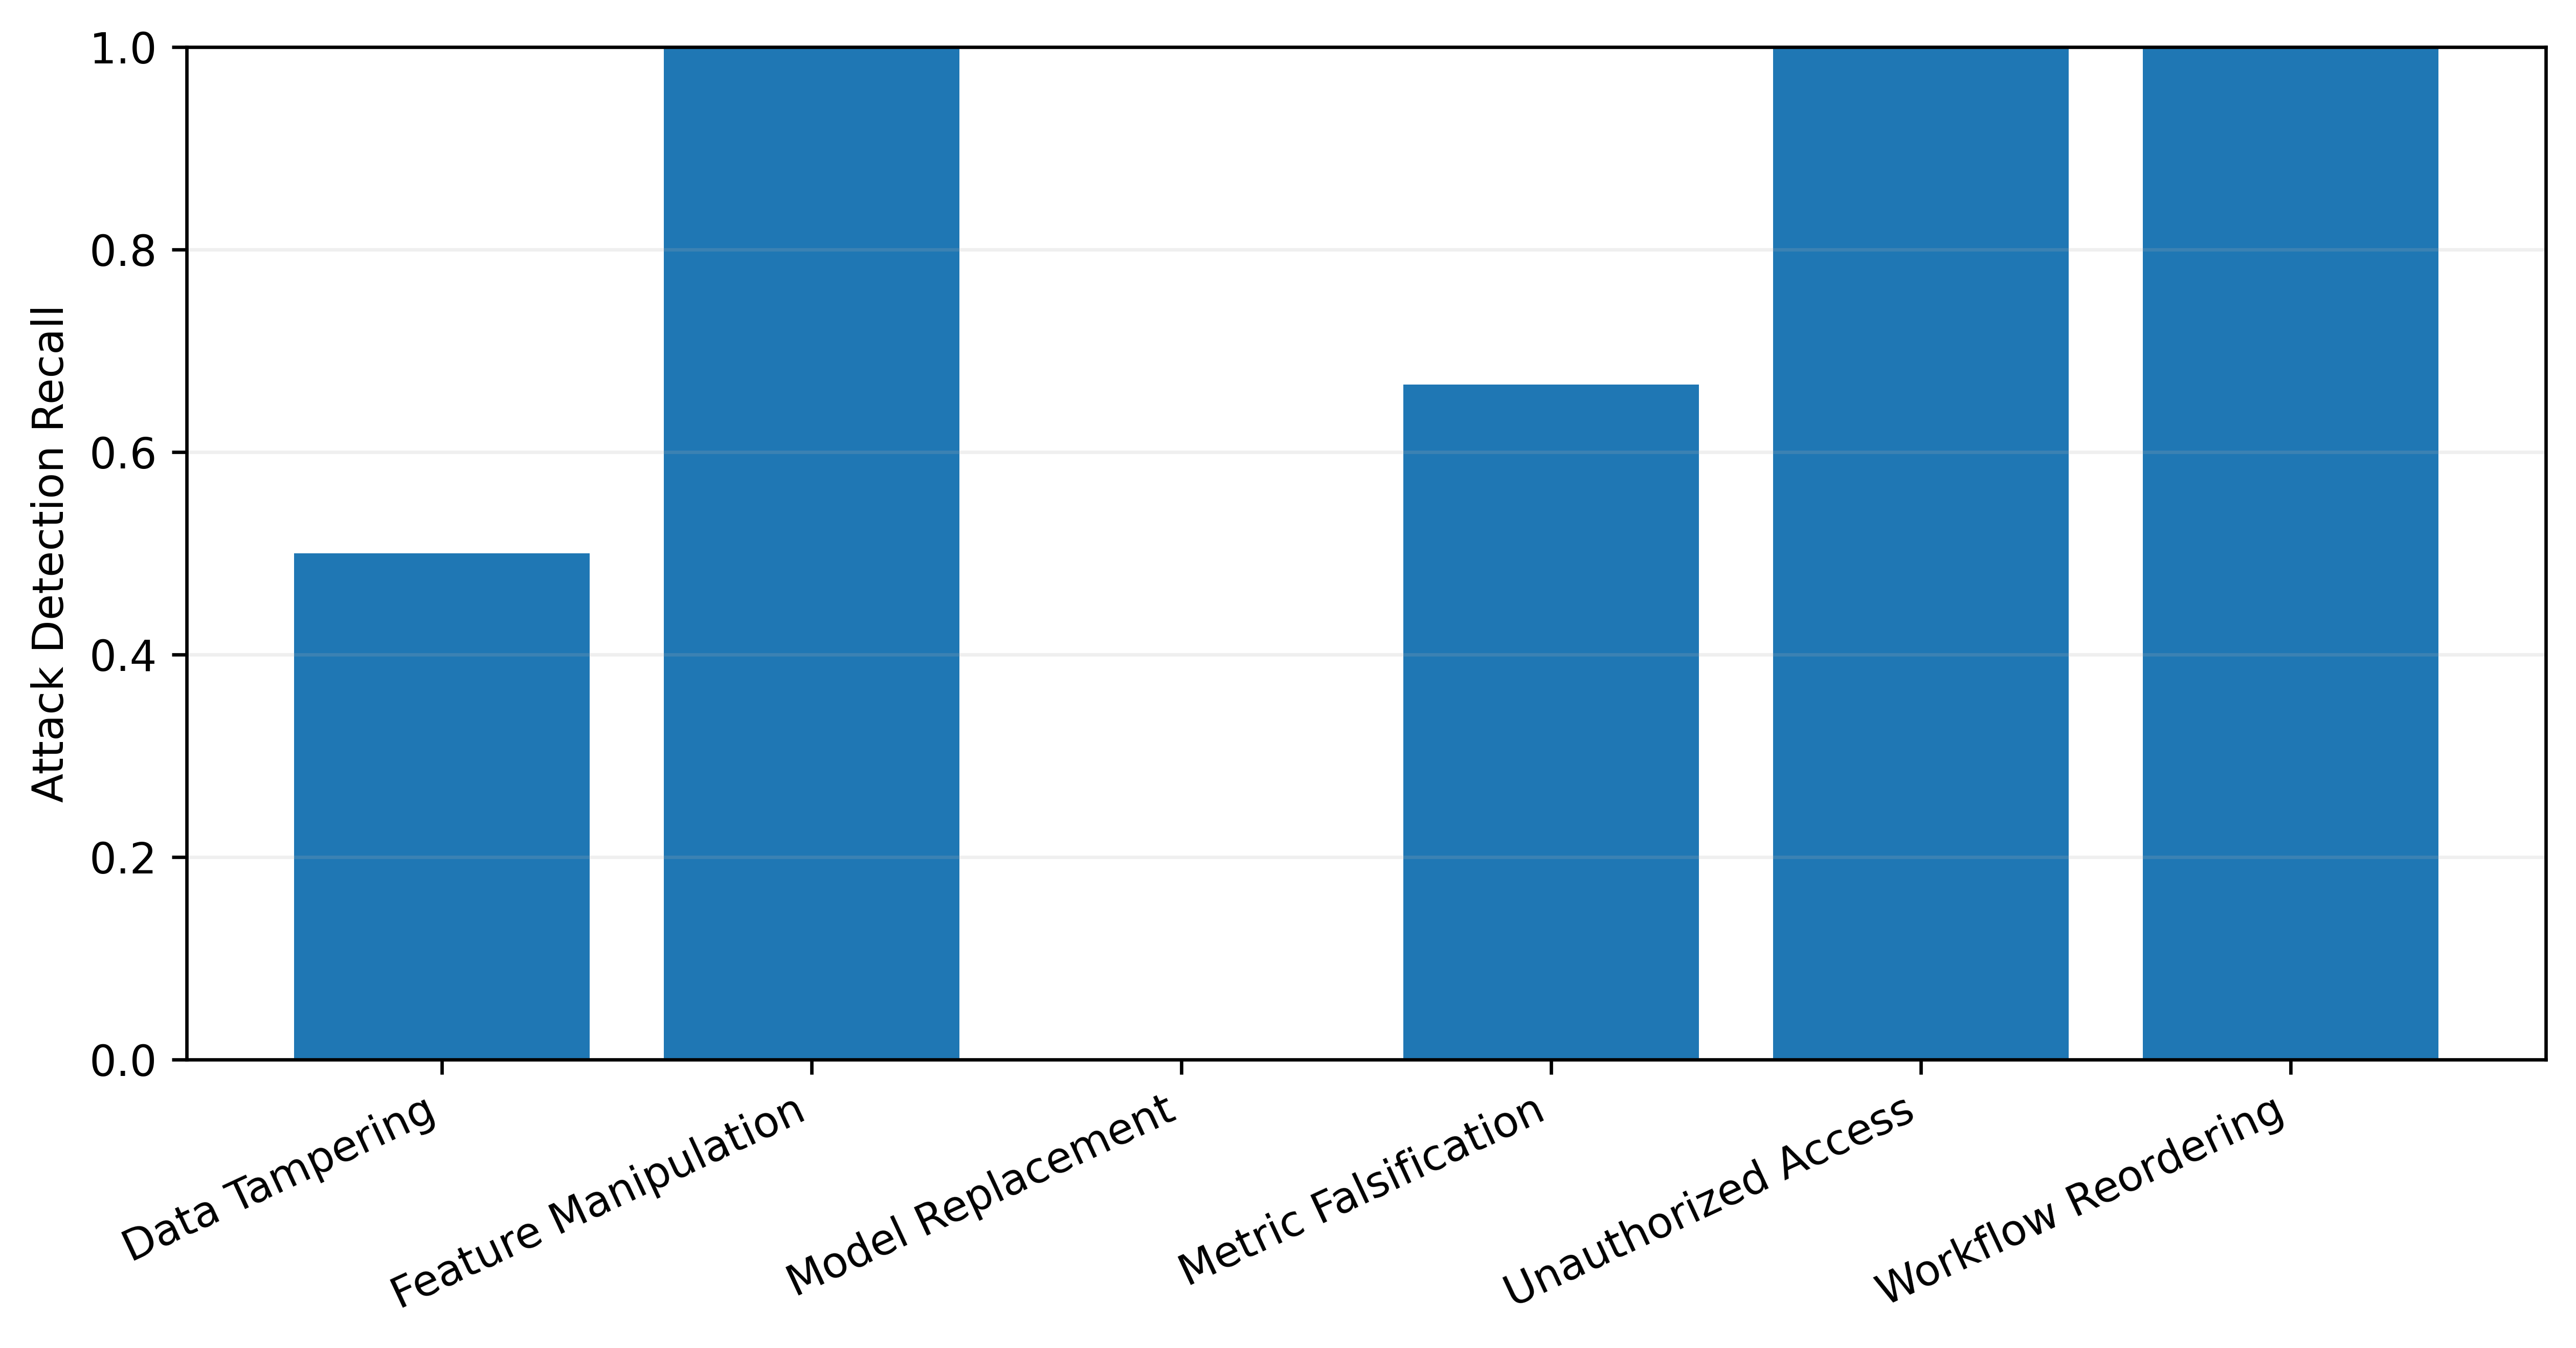 Attack Detection Recall
1.0
0.8
0.6
0.4
0.2
0.0
Data Tampering
Feature Manipulation
Model Replacement
Metric Falsification
Unauthorized Access
Workflow Reordering